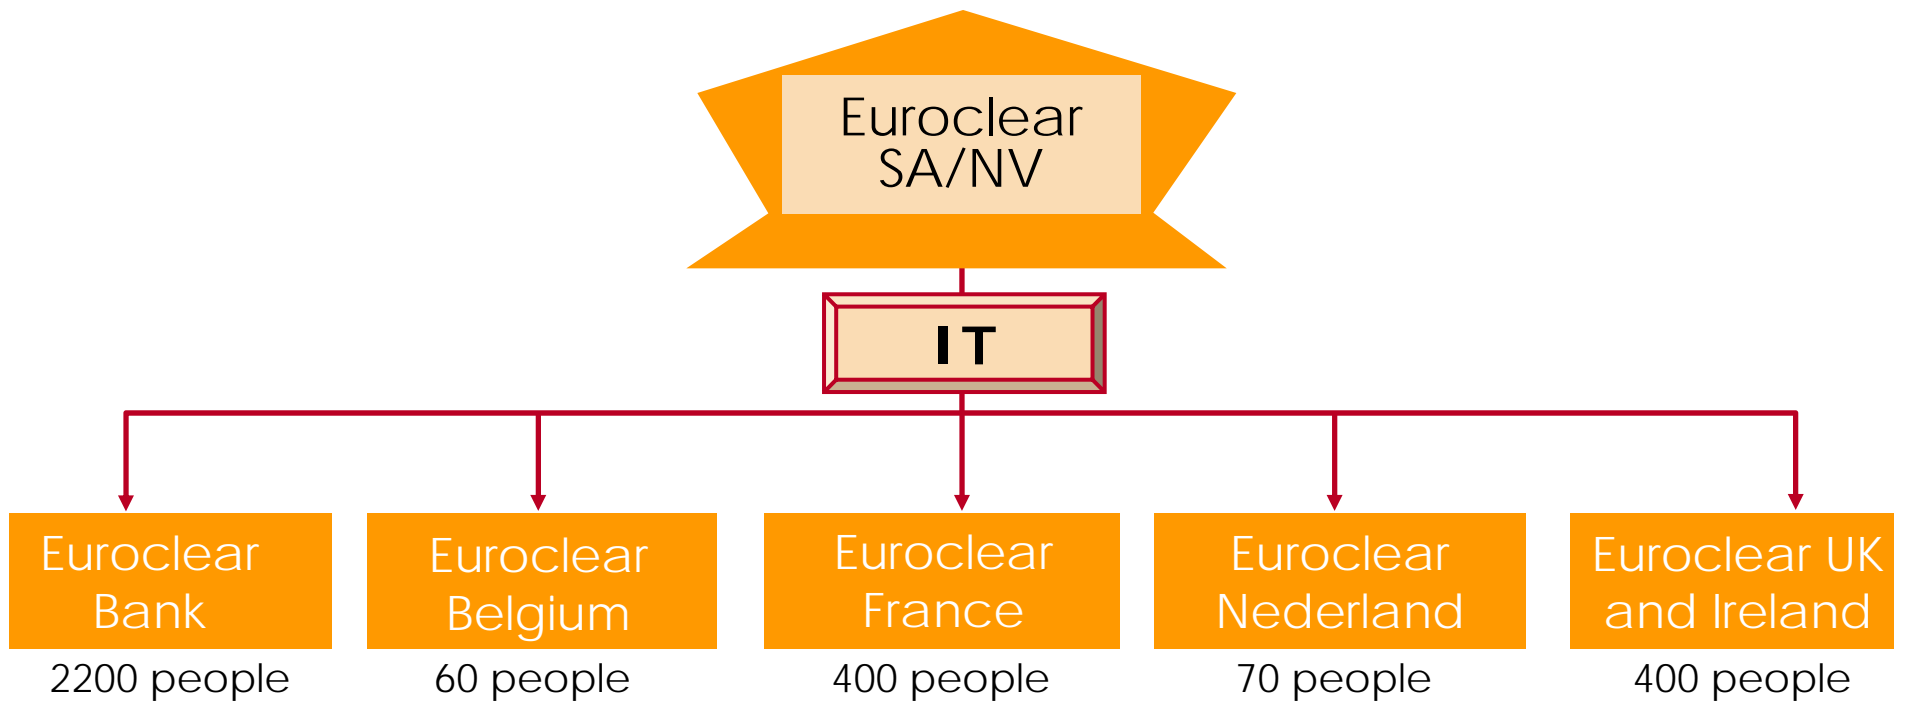 Euroclear
SA/NV
IT
Euroclear
Bank
Euroclear
Belgium
Euroclear
France
Euroclear
Nederland
Euroclear UK
and Ireland
2200 people
60 people
400 people
70 people
400 people